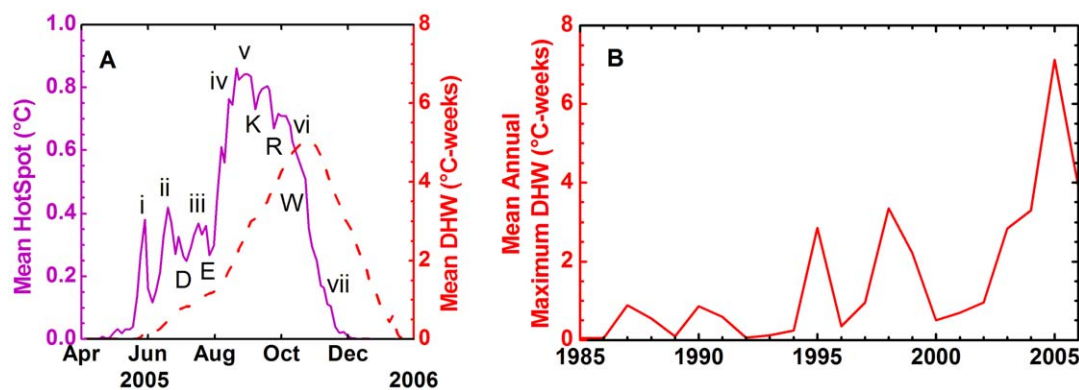 A
B
Mean HotSpot (°C)
1.0
0.8
0.6
0.4
0.2
0.0
i
ii
iii
iv
v
vi
vii
D
E
K
R
W
8
6
4
2
0
Mean DHW (°C-weeks)
Apr Jun Aug Oct Dec
2005 2006
Mean Annual
Maximum DHW (°C-weeks)
8
6
4
2
0
1985 1990 1995 2000 2005